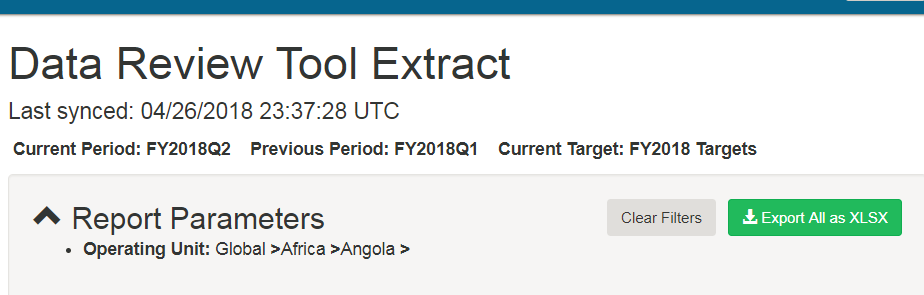 Data Review Tool Extract
Last synced: 04/26/2018 23:37:28 UTC
Current Period: FY2018Q2 Previous Period: FY2018Q1 Current Target: FY2018 Targets
Report Parameters
Clear Filters
Export All as XLSX
Operating Unit: Global >Africa >Angola >